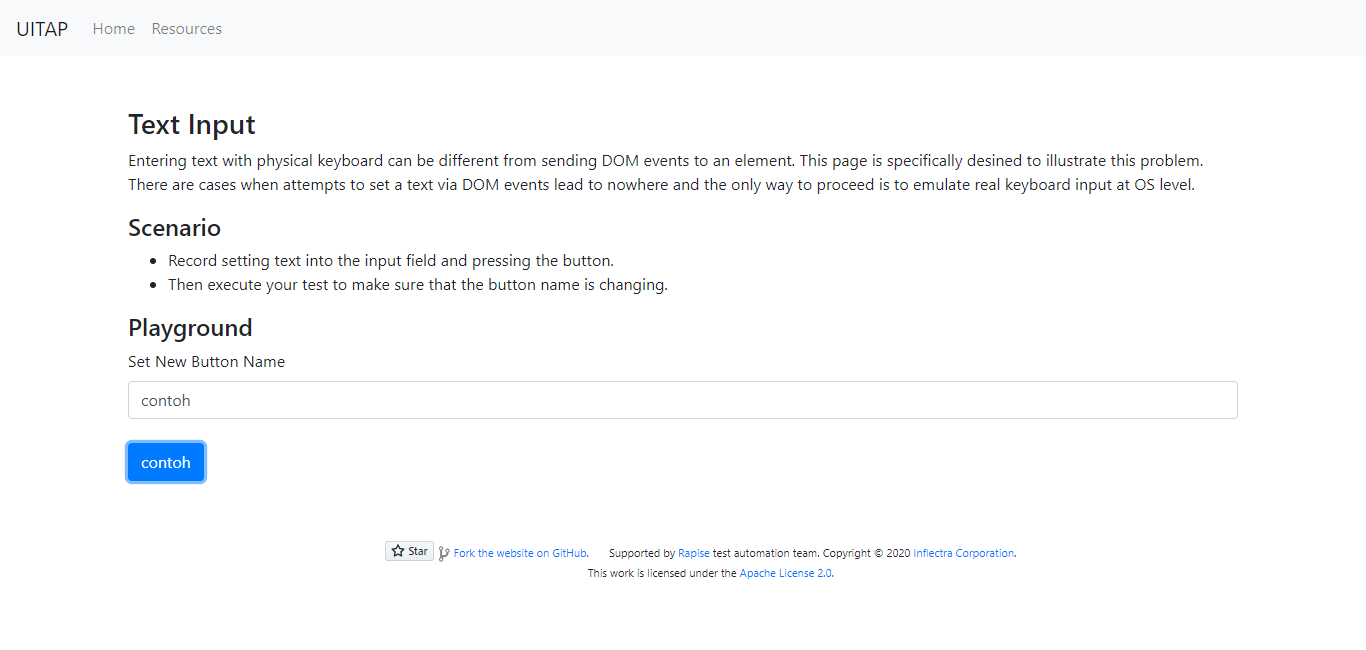 UITAP Home Resources
Text Input
Entering text with physical keyboard can be different from sending DOM events to an element. This page is specifically desined to illustrate this problem.
There are cases when attempts to set a text via DOM events lead to nowhere and the only way to proceed is to emulate real keyboard input at OS level.
Scenario
Record setting text into the input field and pressing the button.
Then execute your test to make sure that the button name is changing.
Playground
Set New Button Name
contoh
contoh
Star Fork the website on GitHub. Supported by Rapise test automation team. Copyright © 2020 Inflectra Corporation.
This work is licensed under the Apache License 2.0.